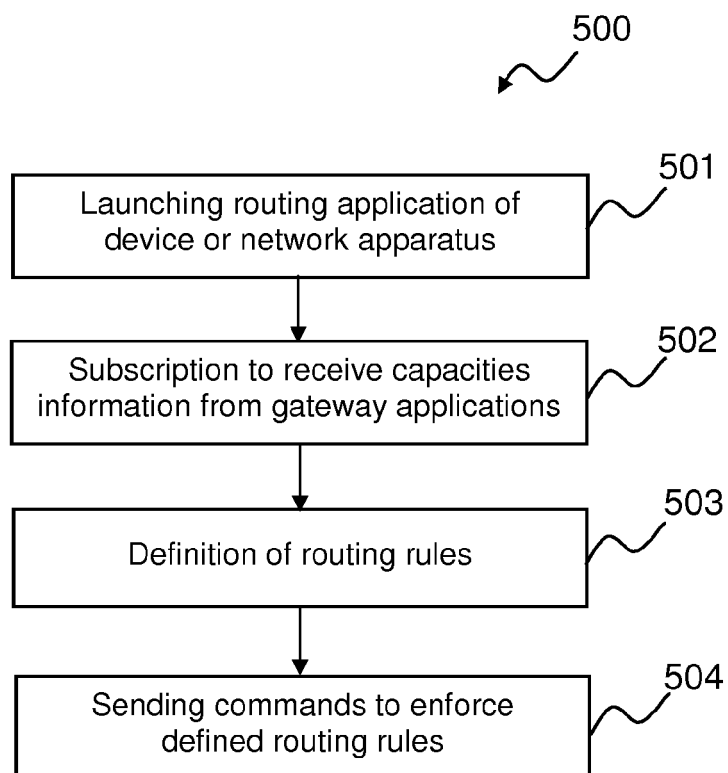 500
501
Launching routing application of
device or network apparatus
502
Subscription to receive capacities
information from gateway applications
503
Definition of routing rules
504
Sending commands to enforce
defined routing rules